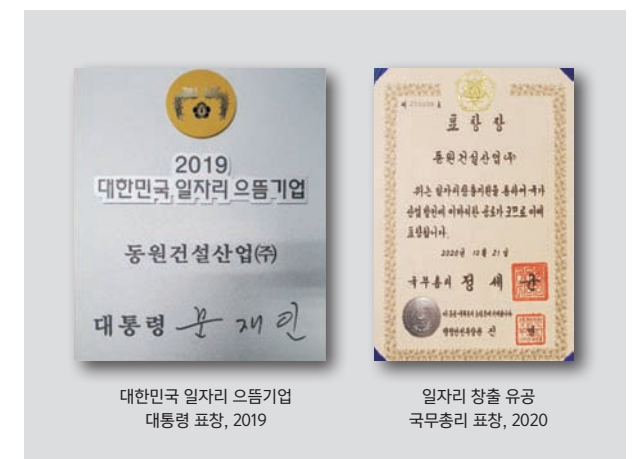 2019
대한민국 일자리 으뜸기업
동원건설산업(주)
대통령 문 재 인
대한민국 일자리 으뜸기업
대통령 표창, 2019
표 창 장
동원건설산업(주)
위는 일자리창출지원을 통하여 국가
산업발전에 이바지한 공로가 크므로 이에
표창합니다.
2020년 12월 21일
국무총리 정 세 균
일자리 창출 유공
국무총리 표창, 2020